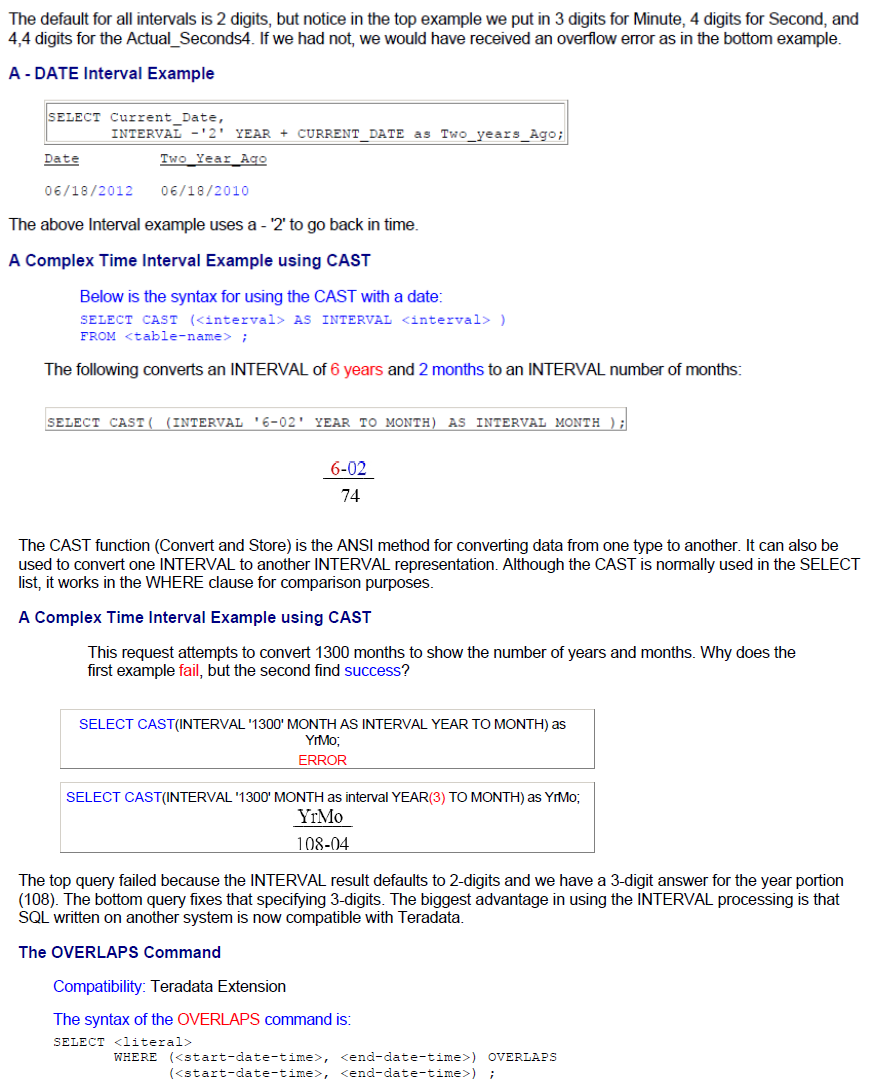 The default for all intervals is 2 digits, but notice in the top example we put in 3 digits for Minute, 4 digits for Second, and
4,4 digits for the Actual_Seconds4. If we had not, we would have received an overflow error as in the bottom example.
A - DATE Interval Example
SELECT Current_Date,
INTERVAL -'2' YEAR + CURRENT_DATE as Two_years_Ago;
Date Two_Year_Ago
06/18/2012 06/18/2010
The above Interval example uses a - '2' to go back in time.
A Complex Time Interval Example using CAST
Below is the syntax for using the CAST with a date:
SELECT CAST (<interval> AS INTERVAL <interval> )
FROM <table-name> ;
The following converts an INTERVAL of 6 years and 2 months to an INTERVAL number of months:
SELECT CAST( (INTERVAL '6-02' YEAR TO MONTH) AS INTERVAL MONTH );
6-02
74
The CAST function (Convert and Store) is the ANSI method for converting data from one type to another. It can also be
used to convert one INTERVAL to another INTERVAL representation. Although the CAST is normally used in the SELECT
list, it works in the WHERE clause for comparison purposes.
A Complex Time Interval Example using CAST
This request attempts to convert 1300 months to show the number of years and months. Why does the
first example fail, but the second find success?
SELECT CAST(INTERVAL '1300' MONTH AS INTERVAL YEAR TO MONTH) as
YrMo;
ERROR
SELECT CAST(INTERVAL '1300' MONTH as interval YEAR(3) TO MONTH) as YrMo;
YrMo
108-04
The top query failed because the INTERVAL result defaults to 2-digits and we have a 3-digit answer for the year portion
(108). The bottom query fixes that specifying 3-digits. The biggest advantage in using the INTERVAL processing is that
SQL written on another system is now compatible with Teradata.
The OVERLAPS Command
Compatibility: Teradata Extension
The syntax of the OVERLAPS command is:
SELECT <literal>
WHERE (<start-date-time>, <end-date-time>) OVERLAPS
(<start-date-time>, <end-date-time>) ;